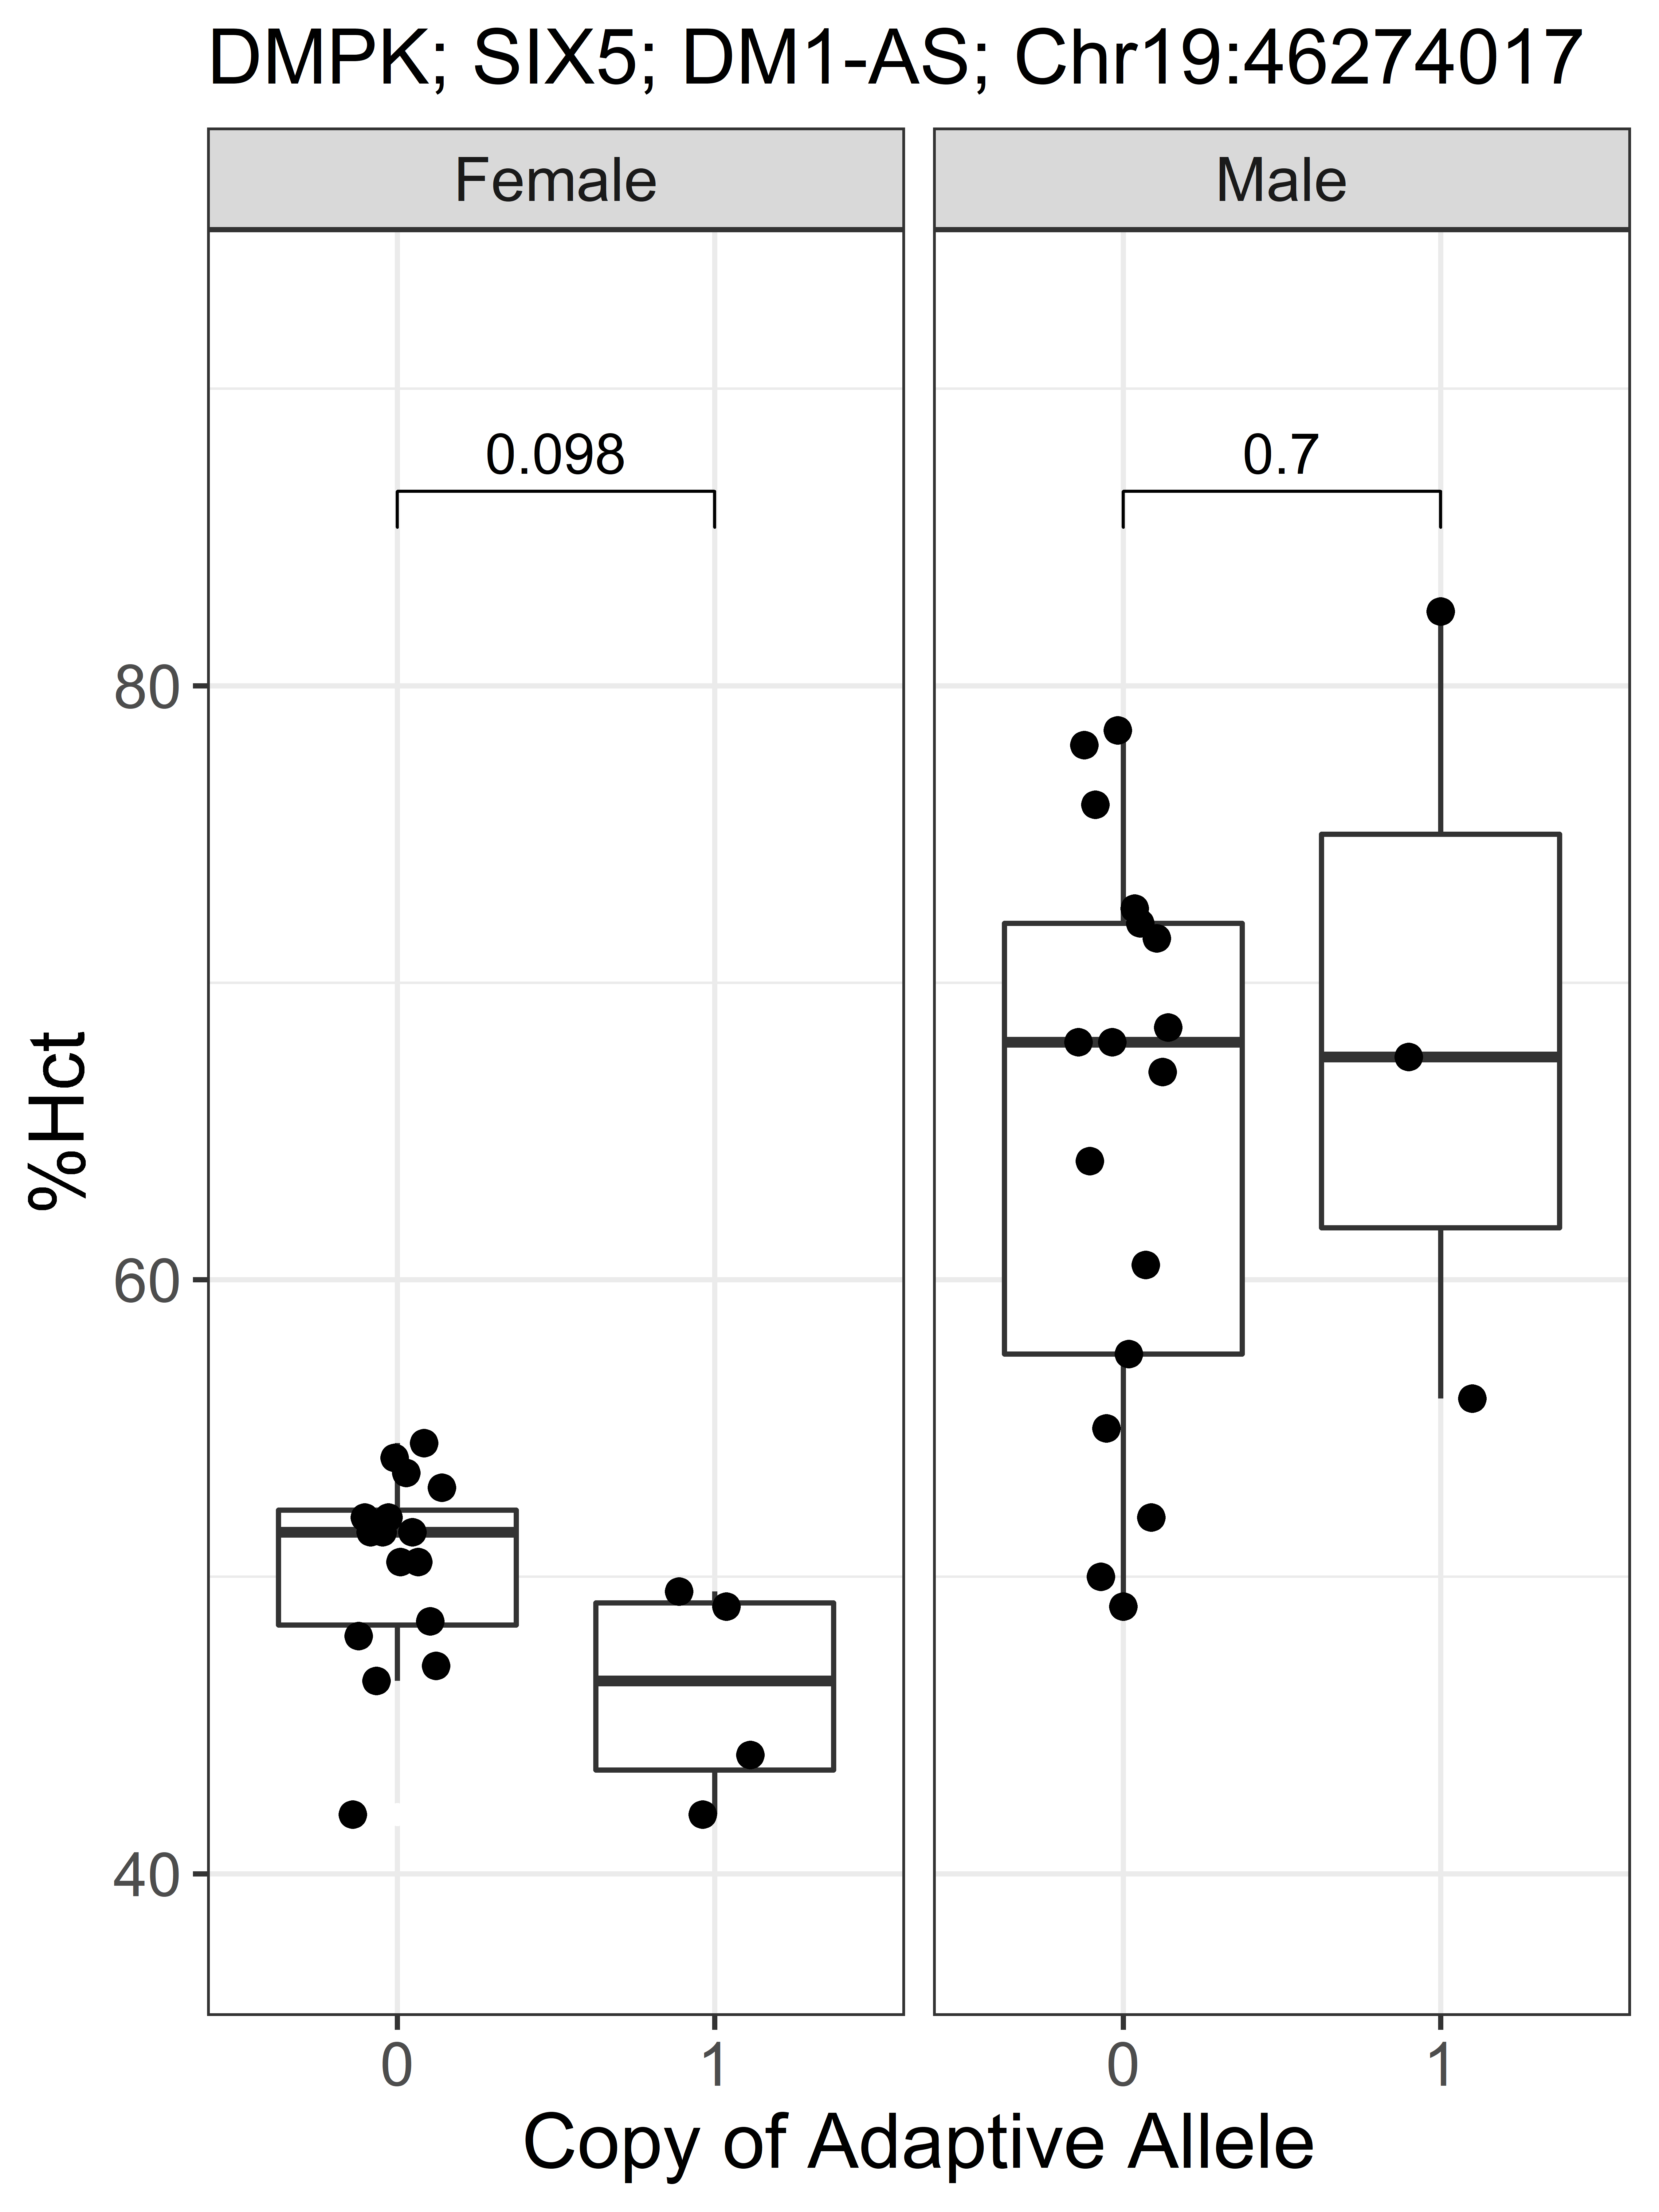 DMPK; SIX5; DM1-AS; Chr19:46274017
Female
Male
0.098
0.7
80
60
40
%Hct
0
1
0
1
Copy of Adaptive Allele